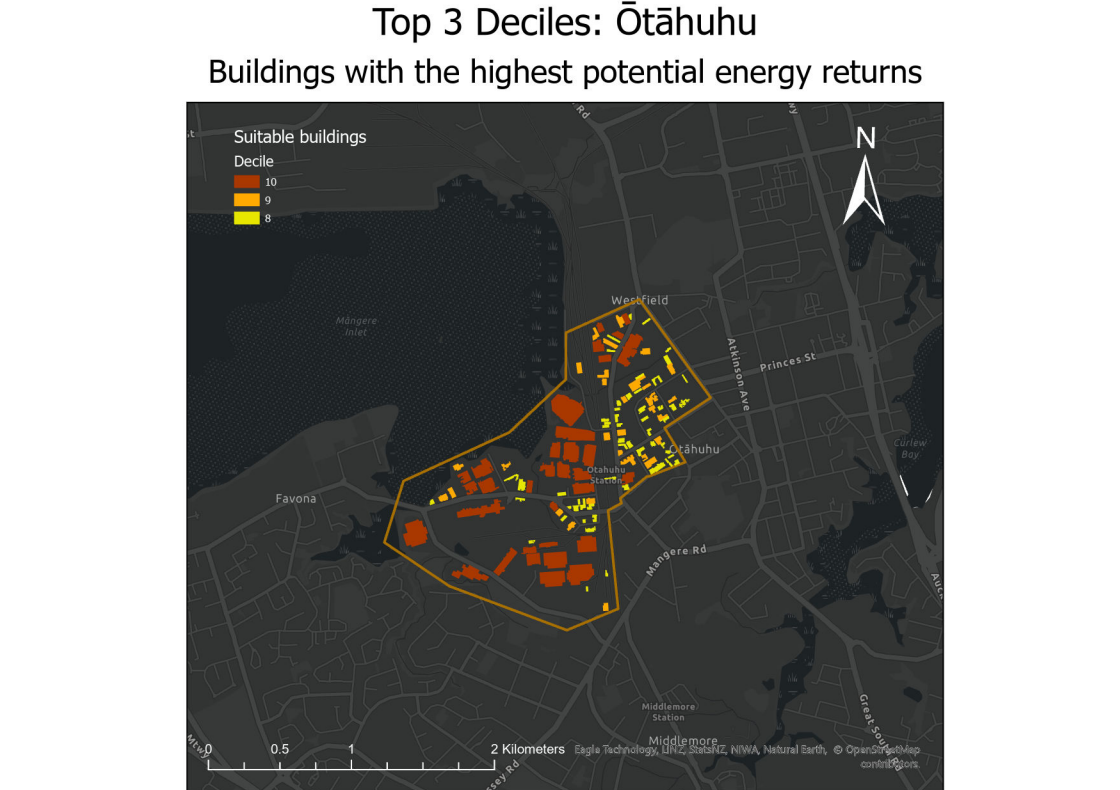 Top 3 Deciles: Ōtāhuhu
Buildings with the highest potential energy returns
Suitable buildings
Decile
10
9
8
N
Rd
Westfield
Māngere
Inlet
Atkinson Ave
Princes St
Ōtāhuhu
Curlew
Bay
Otahuhu
Station
Favona
Mangere Rd
Middlemore
Station
Middlemore
Great South Rd
Mtwy
0
0.5
1
2 Kilometers
Eagle Technology, LINZ, StatsNZ, NIWA, Natural Earth, © OpenStreetMap
contributors.